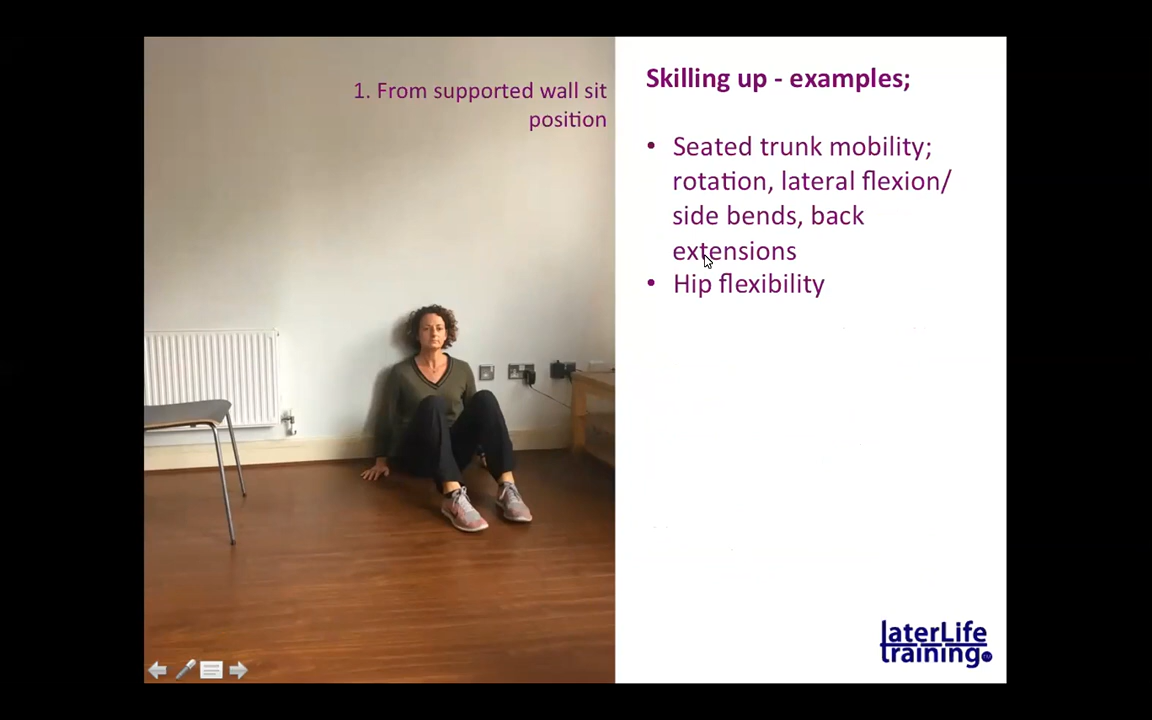 1. From supported wall sit
position
Skilling up - examples;
• Seated trunk mobility;
rotation, lateral flexion/
side bends, back
extensions
• Hip flexibility
laterLife
training